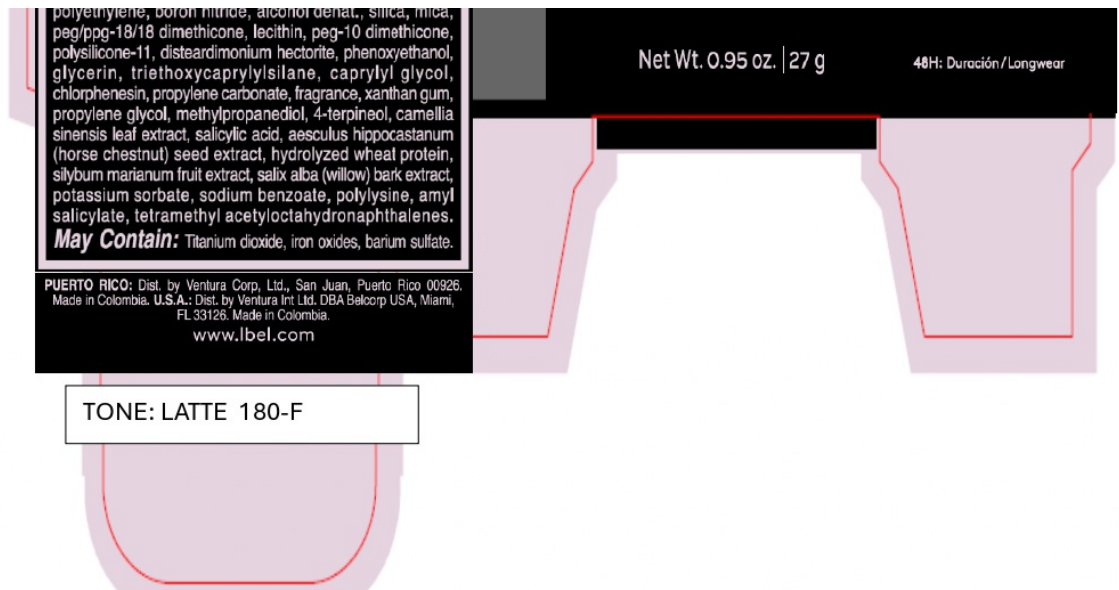 polyethylene, boron nitride, alcohol denat., silica, mica,
peg/ppg-18/18 dimethicone, lecithin, peg-10 dimethicone,
polysilicone-11, disteardimonium hectorite, phenoxyethanol,
glycerin, triethoxycaprylylsilane, caprylyl glycol,
chlorphenesin, propylene carbonate, fragrance, xanthan gum,
propylene glycol, methylpropanediol, 4-terpineol, camellia
sinensis leaf extract, salicylic acid, aesculus hippocastanum
(horse chestnut) seed extract, hydrolyzed wheat protein,
silybum marianum fruit extract, salix alba (willow) bark extract,
potassium sorbate, sodium benzoate, polylysine, amyl
salicylate, tetramethyl acetyloctahydronaphthalenes.
May Contain: Titanium dioxide, iron oxides, barium sulfate.
PUERTO RICO: Dist. by Ventura Corp, Ltd., San Juan, Puerto Rico 00926.
Made in Colombia. U.S.A.: Dist. by Ventura Int Ltd. DBA Belcorp USA, Miami,
FL 33126. Made in Colombia.
www.lbel.com
Net Wt. 0.95 oz. | 27 g
48H: Duración/Longwear
TONE: LATTE 180-F